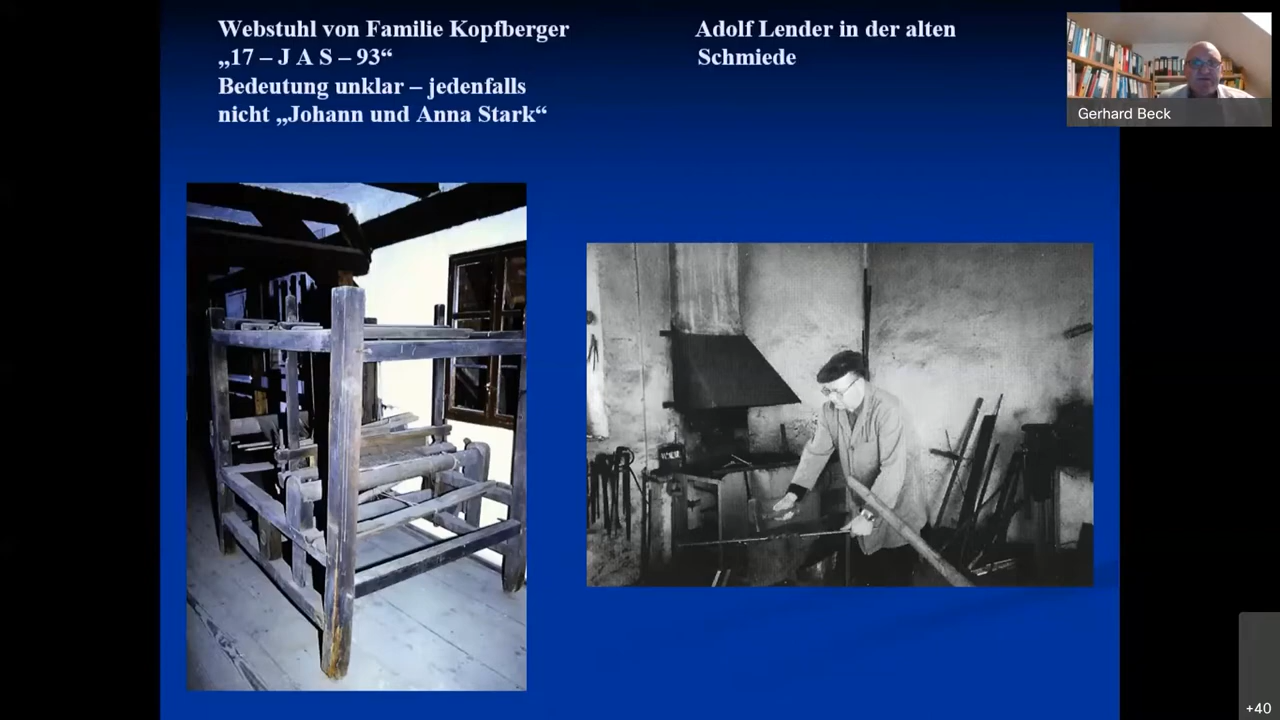 Webstuhl von Familie Kopfberger
„17 – J A S – 93“
Bedeutung unklar – jedenfalls
nicht „Johann und Anna Stark“
Adolf Lender in der alten
Schmiede
Gerhard Beck
+40